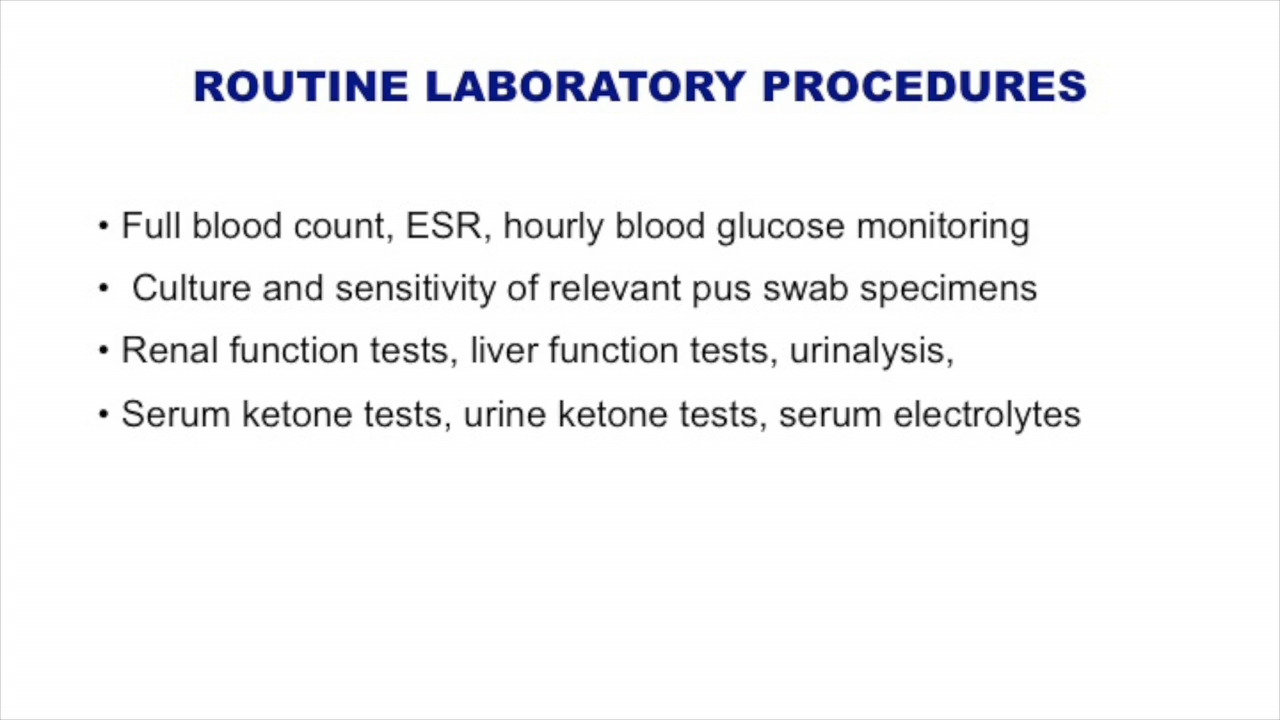 ROUTINE LABORATORY PROCEDURES
• Full blood count, ESR, hourly blood glucose monitoring
• Culture and sensitivity of relevant pus swab specimens
• Renal function tests, liver function tests, urinalysis,
• Serum ketone tests, urine ketone tests, serum electrolytes